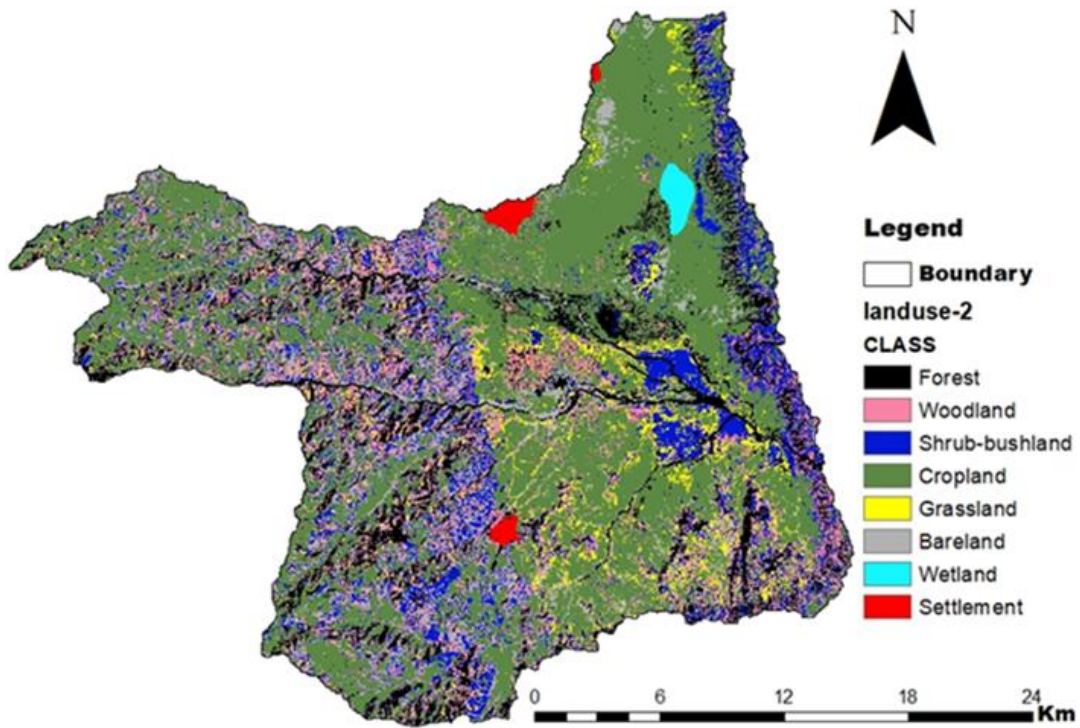 N
Legend
Boundary
landuse-2
CLASS
Forest
Woodland
Shrub-bushland
Cropland
Grassland
Bareland
Wetland
Settlement
0 6 12 18 24
Km